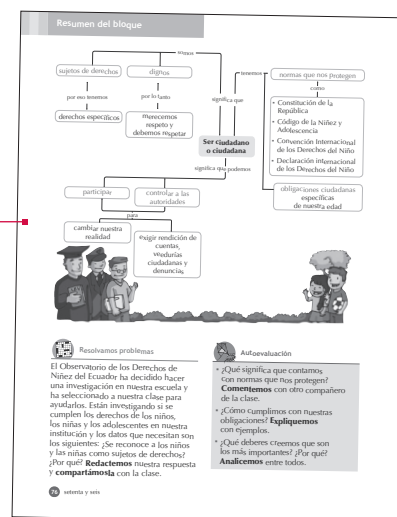 Resumen del bloque
somos
sujetos de derechos
dignos
tenemos
normas que nos protegen
por eso tenemos
por lo tanto
significa que
como
derechos específicos
merecemos
respeto y
debemos respetar
• Constitución de la
República
• Código de la Niñez y
Adolescencia
• Convención Internacional
de los Derechos del Niño
• Declaración internacional
de los Derechos del Niño
Ser ciudadano
o ciudadana
significa que podemos
participar
controlar a las
autoridades
obligaciones ciudadanas
específicas
de nuestra edad
para
cambiar nuestra
realidad
exigir rendición de
cuentas,
veedurías
ciudadanas y
denuncias,
Resolvamos problemas
El Observatorio de los Derechos de
Niñez del Ecuador ha decidido hacer
una investigación en nuestra escuela y
ha seleccionado a nuestra clase para
ayudarlos. Están investigando si se
cumplen los derechos de los niños,
las niñas y los adolescentes en nuestra
institución y los datos que necesitan son
los siguientes: ¿Se reconoce a los niños
y las niñas como sujetos de derechos?
¿Por qué? Redactemos nuestra respuesta
y compartámosla con la clase.
Autoevaluación
• ¿Qué significa que contamos
con normas que nos protegen?
Comentemos con otro compañero
de la clase.
• ¿Cómo cumplimos con nuestras
obligaciones? Expliquemos
con ejemplos.
• ¿Qué deberes creemos que son
los más importantes? ¿Por qué?
Analicemos entre todos.
76 setenta y seis